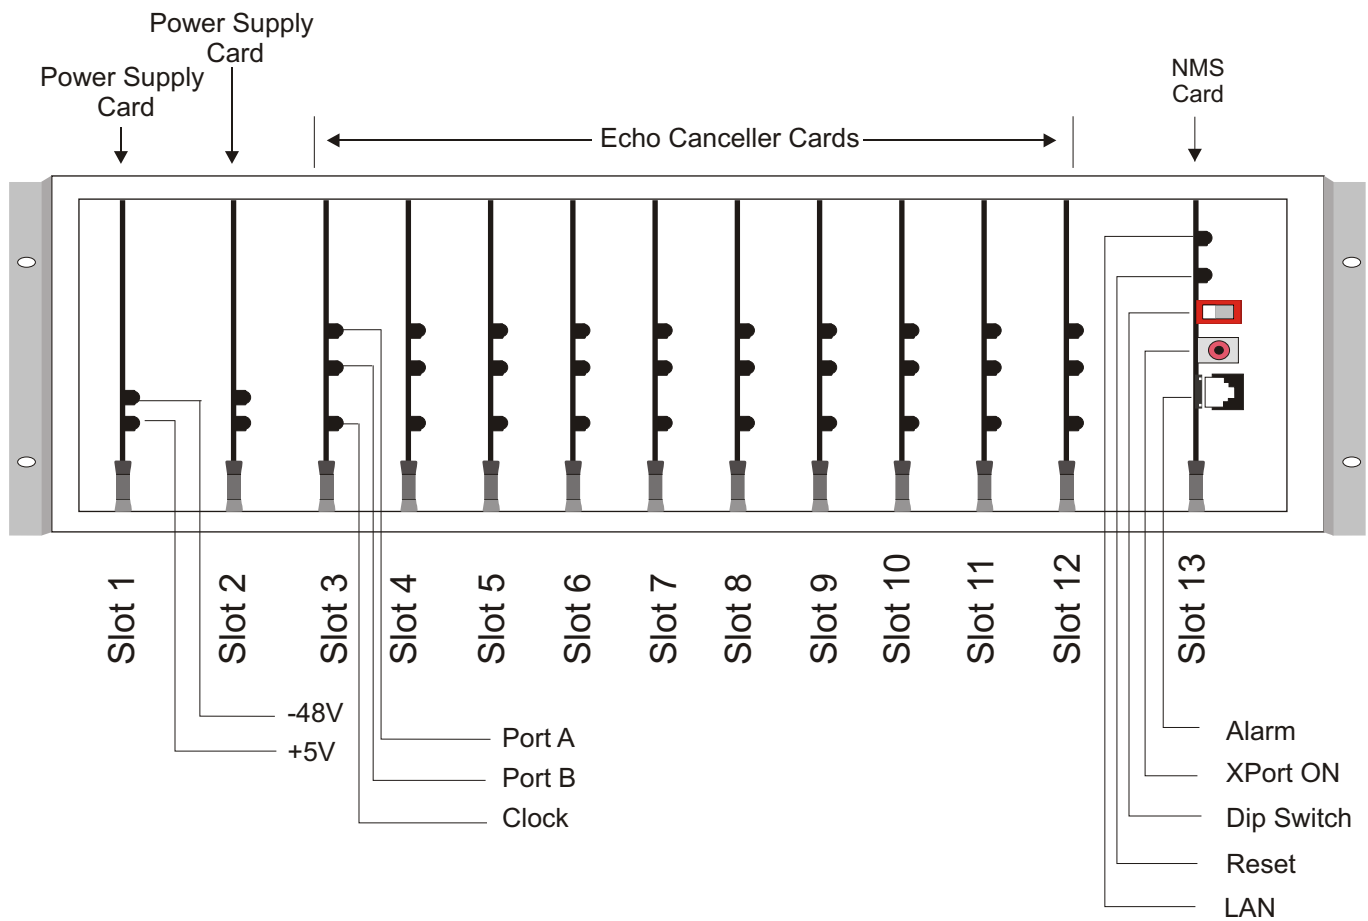 Power Supply
Card
Power Supply
Card
NMS
Card
Echo Canceller Cards
Slot 1
Slot 2
Slot 3
Slot 4
Slot 5
Slot 6
Slot 7
Slot 8
Slot 9
Slot 10
Slot 11
Slot 12
Slot 13
-48V
+5V
Port A
Port B
Clock
Alarm
XPort ON
Dip Switch
Reset
LAN